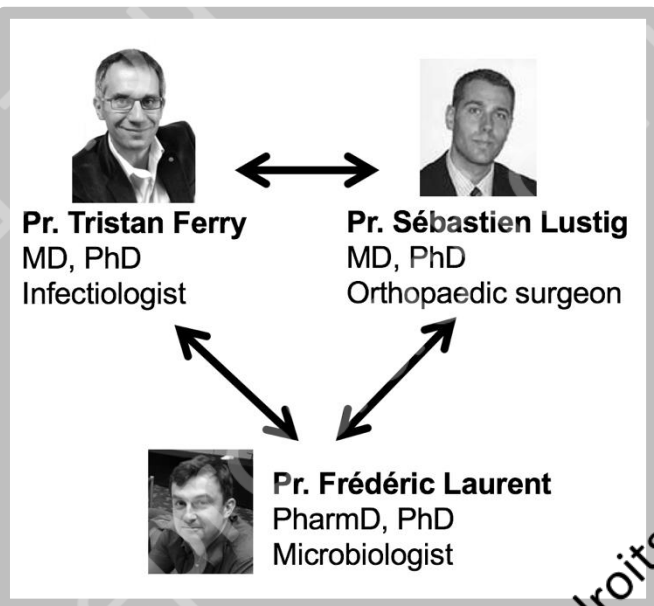 Pr. Tristan Ferry
MD, PhD
Infectiologist
Pr. Sébastien Lustig
MD, PhD
Orthopaedic surgeon
Pr. Frédéric Laurent
PharmD, PhD
Microbiologist
droits